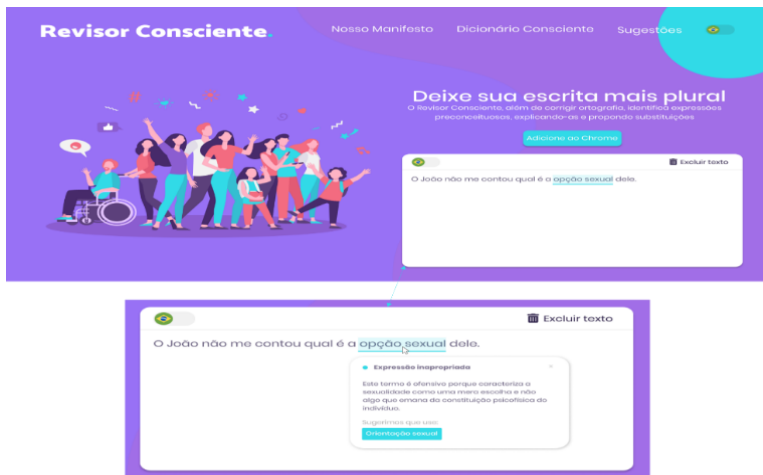 Revisor Consciente.
Nosso Manifesto Dicionário Consciente Sugestões
Deixe sua escrita mais plural
O Revisor Consciente, além de corrigir ortografia, identifica expressões
preconceituosas, explicando-as e propondo substituições
Adicione ao Chrome
Excluir texto
O João não me contou qual é a opção sexual dele.
Excluir texto
O João não me contou qual é a opção sexual dele.
Expressão inapropriada ×
Este termo é ofensivo porque caracteriza a
sexualidade como uma mera escolha e não
algo que emana da constituição psicofísica do
indivíduo.
Sugerimos que use:
Orientação sexual